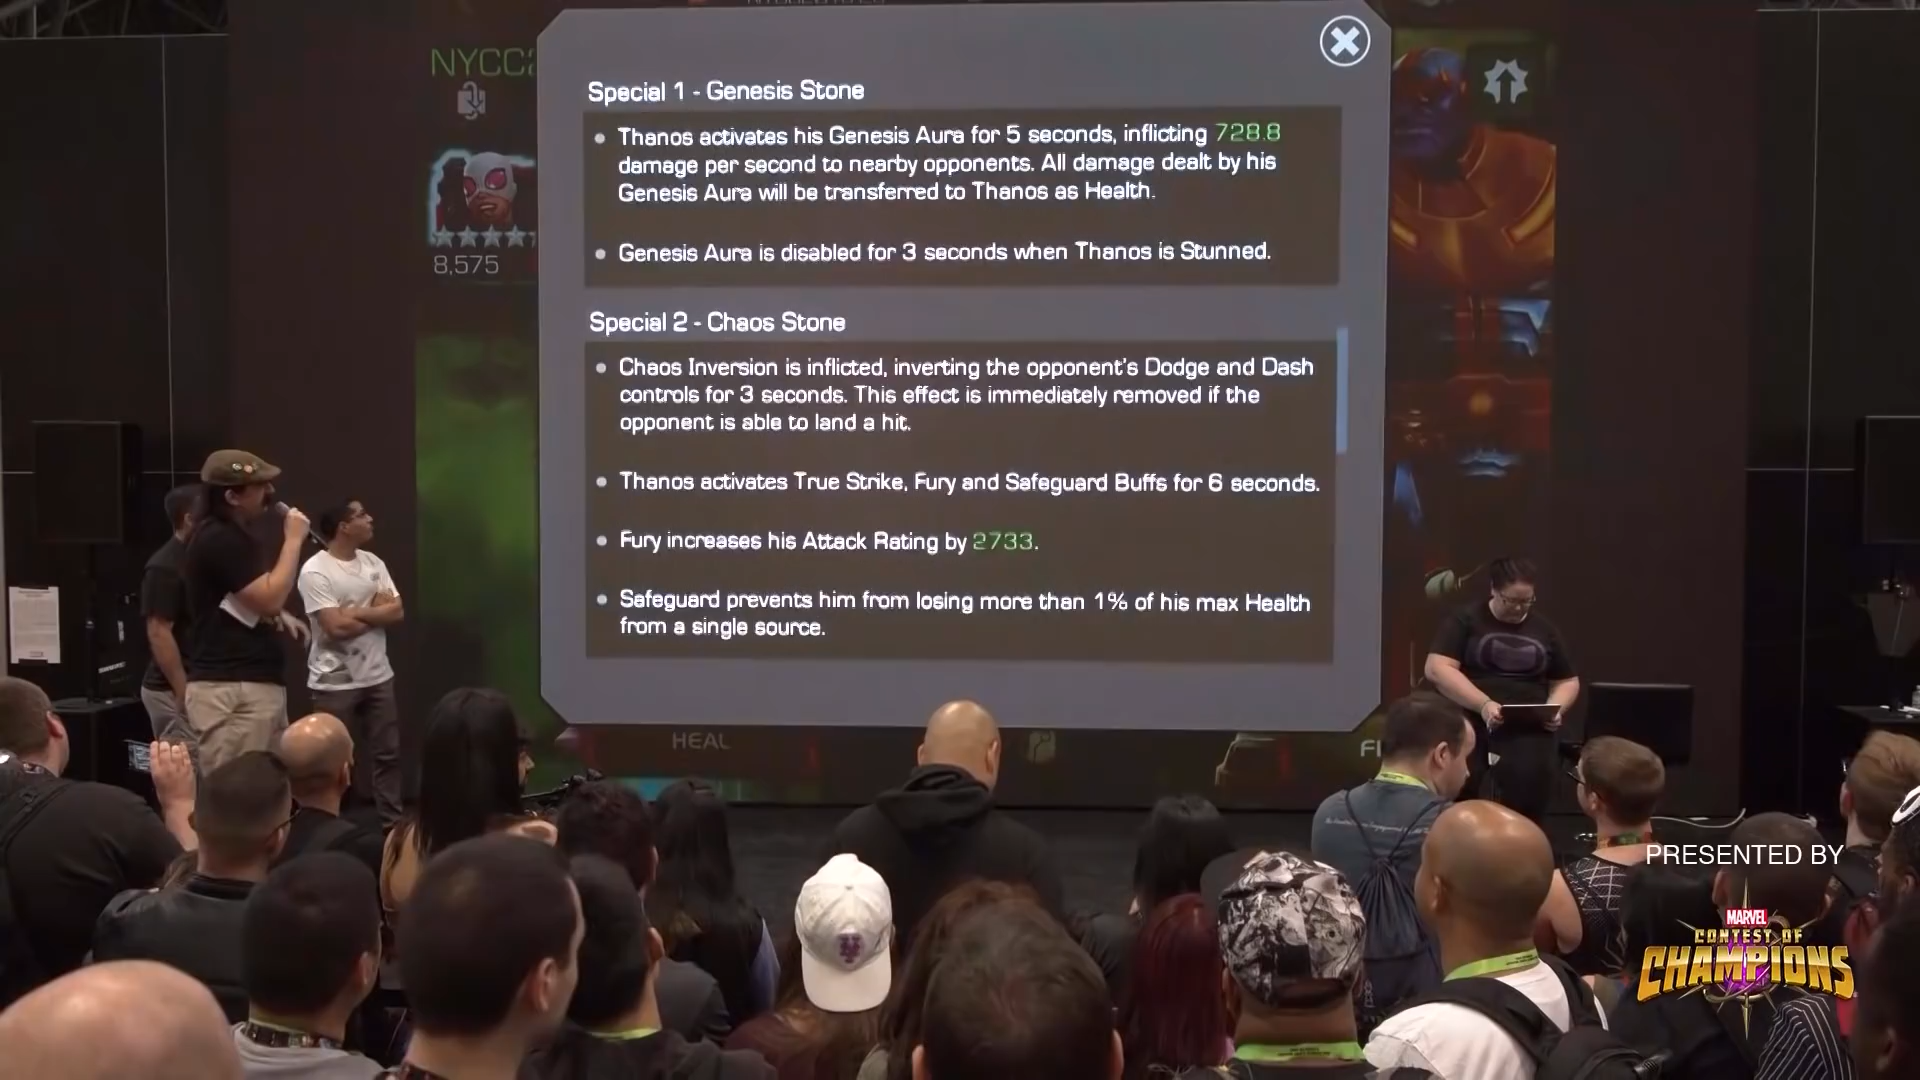 NYCC
Special 1 - Genesis Stone
Thanos activates his Genesis Aura for 5 seconds, inflicting 728.8
damage per second to nearby opponents. All damage dealt by his
Genesis Aura will be transferred to Thanos as Health.
Genesis Aura is disabled for 3 seconds when Thanos is Stunned.
8,575
Special 2 - Chaos Stone
Chaos Inversion is inflicted, inverting the opponent's Dodge and Dash
controls for 3 seconds. This effect is immediately removed if the
opponent is able to land a hit.
Thanos activates True Strike, Fury and Safeguard Buffs for 6 seconds.
Fury increases his Attack Rating by 2733.
Safeguard prevents him from losing more than 1% of his max Health
from a single source.
HEAL
PRESENTED BY
MARVEL
CONTEST OF
CHAMPIONS